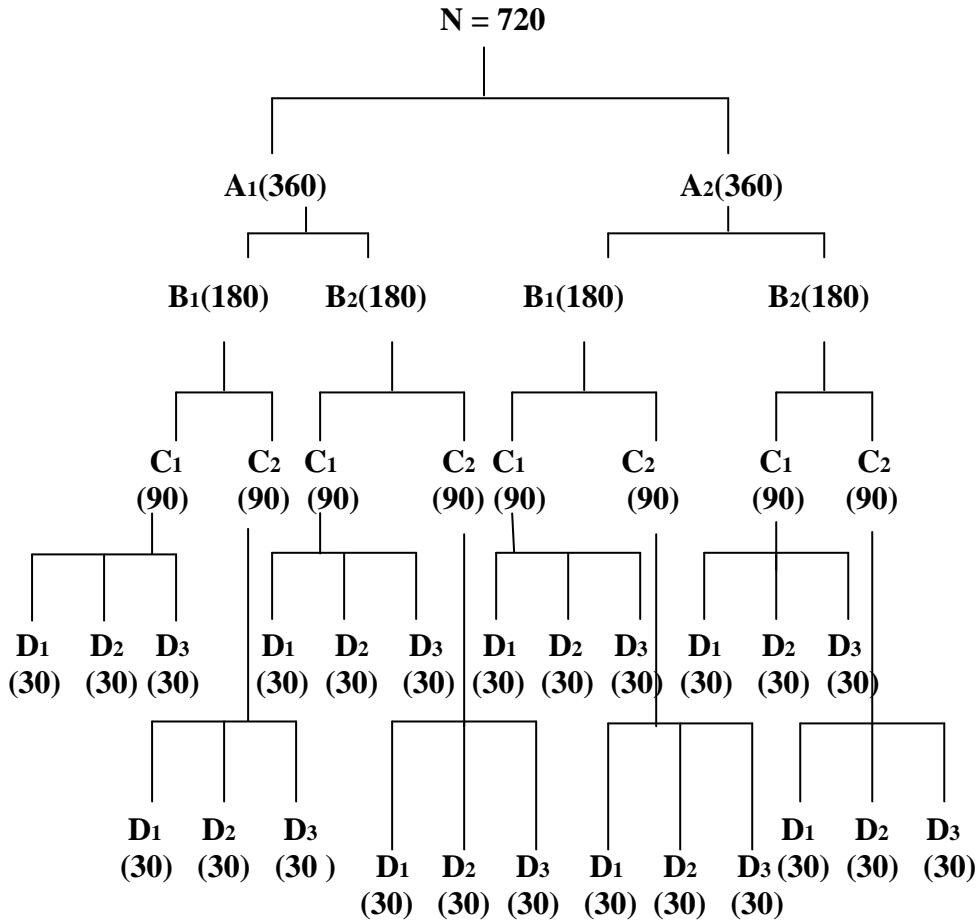 N = 720
A1(360) A2(360)
B1(180) B2(180) B1(180) B2(180)
C1 C2 C1 C2 C1 C2 C1 C2
(90) (90) (90) (90) (90) (90) (90) (90)
D1 D2 D3 D1 D2 D3 D1 D2 D3 D1 D2 D3
(30) (30) (30) (30) (30) (30) (30) (30) (30) (30) (30) (30)
D1 D2 D3 D1 D2 D3
(30) (30) (30 ) (30) (30) (30)
D1 D2 D3 D1 D2 D3
(30) (30) (30) (30) (30) (30)